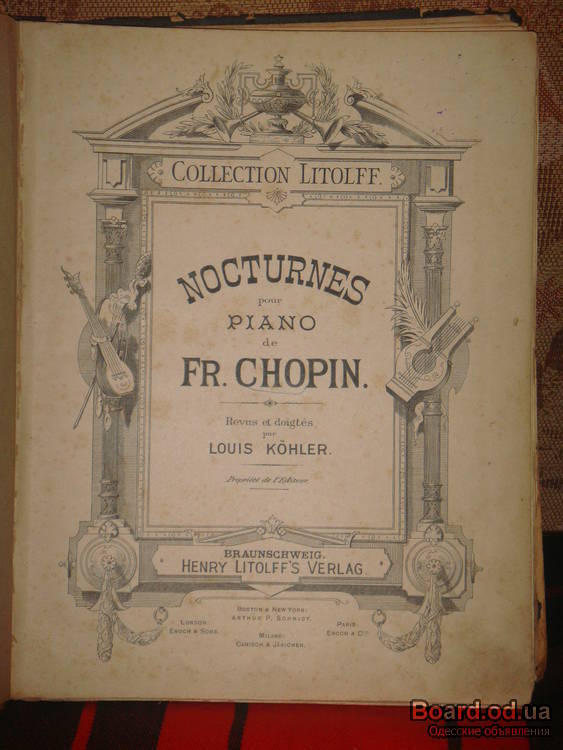 COLLECTION LITOLFF.
NOCTURNES
pour
PIANO
de
FR. CHOPIN.
Revus et doigtés
par
LOUIS KÖHLER.
Propriété de l'Editeur.
BRAUNSCHWEIG.
HENRY LITOLFF'S VERLAG.
BOSTON & NEW YORK:
ARTHUR P. SCHMIDT.
LONDON:
ENOCH & SONS.
PARIS:
ENOCH & Cie
MILANO:
CARISCH & JÄNICHEN.
Board.od.ua
Одесские объявления